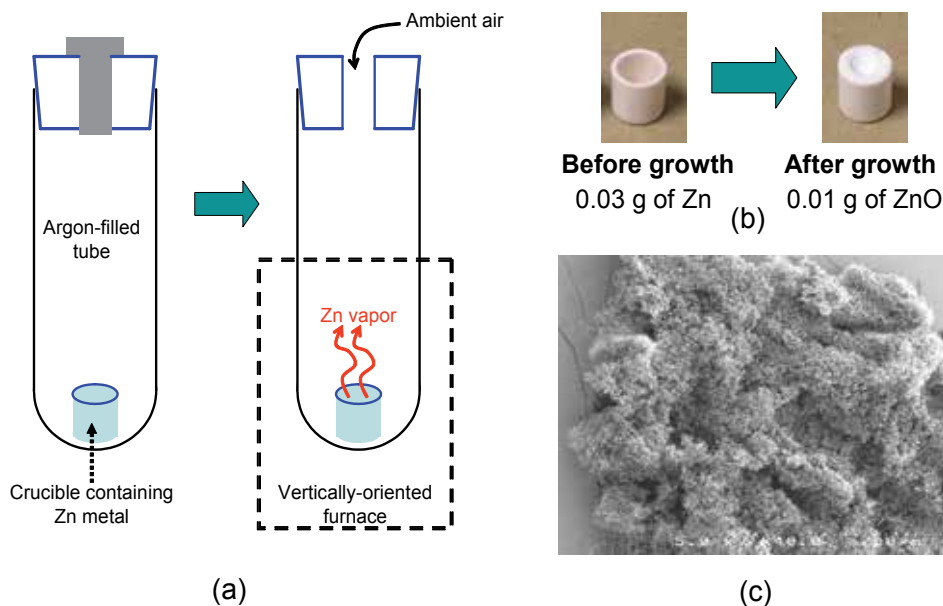 Ambient air
Argon-filled
tube
Zn vapor
Crucible containing
Zn metal
Vertically-oriented
furnace
(a)
Before growth
0.03 g of Zn
After growth
0.01 g of ZnO
(b)
(c)